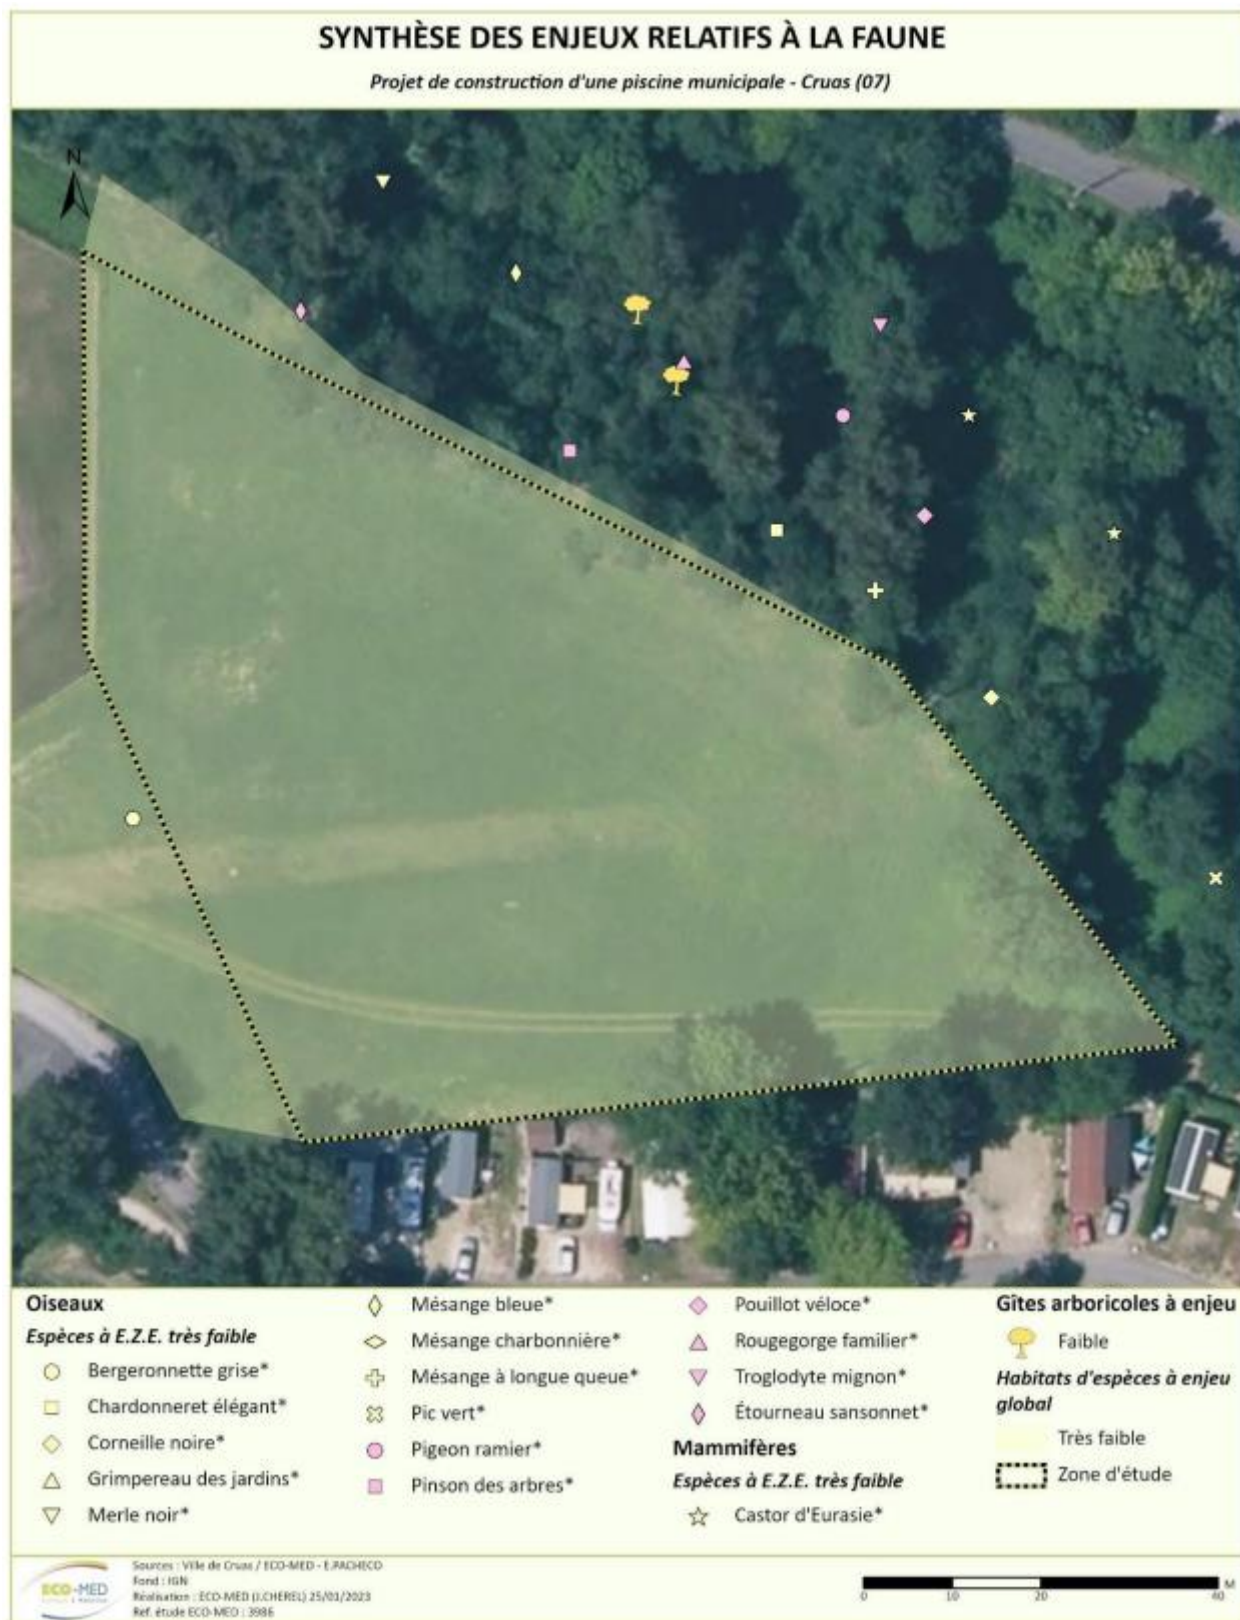 SYNTHÈSE DES ENJEUX RELATIFS À LA FAUNE
Projet de construction d'une piscine municipale - Cruas (07)
N
Oiseaux
Espèces à E.Z.E. très faible
Bergeronnette grise*
Chardonneret élégant*
Corneille noire*
Grimpereau des jardins*
Merle noir*
Mésange bleue*
Mésange charbonnière*
Mésange à longue queue*
Pic vert*
Pigeon ramier*
Pinson des arbres*
Pouillot véloce*
Rougegorge familier*
Troglodyte mignon*
Étourneau sansonnet*
Mammifères
Espèces à E.Z.E. très faible
Castor d'Eurasie*
Gîtes arboricoles à enjeu
Faible
Habitats d'espèces à enjeu
global
Très faible
Zone d'étude
ECO-MED
Sources : Ville de Cruas / ECO-MED - E.PACHECO
Fond : IGN
Réalisation : ECO-MED (J.CHEREL) 25/01/2023
Ref. étude ECO-MED : 3986
0 10 20 40 M